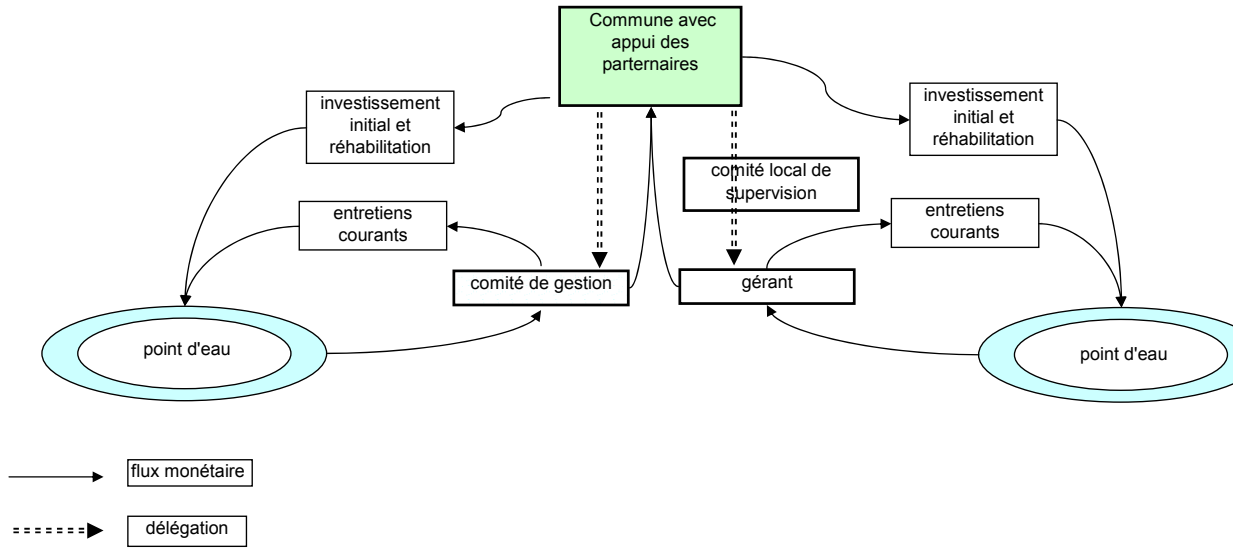 Commune avec
appui des
parternaires
investissement
initial et
réhabilitation
investissement
initial et
réhabilitation
comité local de
supervision
entretiens
courants
entretiens
courants
comité de gestion
gérant
point d'eau
point d'eau
flux monétaire
délégation